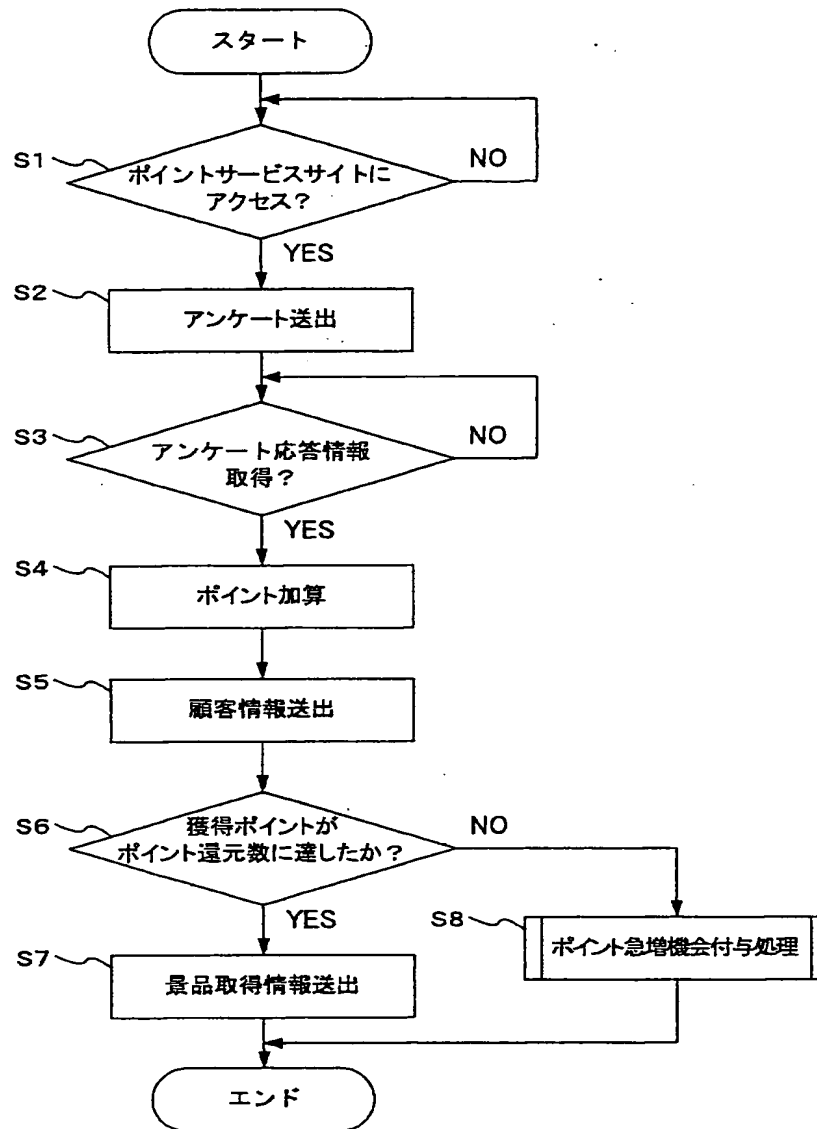 スタート
S1
ポイントサービスサイトに
アクセス?
NO
YES
S2
アンケート送出
S3
アンケート応答情報
取得?
NO
YES
S4
ポイント加算
S5
顧客情報送出
S6
獲得ポイントが
ポイント還元数に達したか?
NO
YES
S7
景品取得情報送出
S8
ポイント急増機会付与処理
エンド